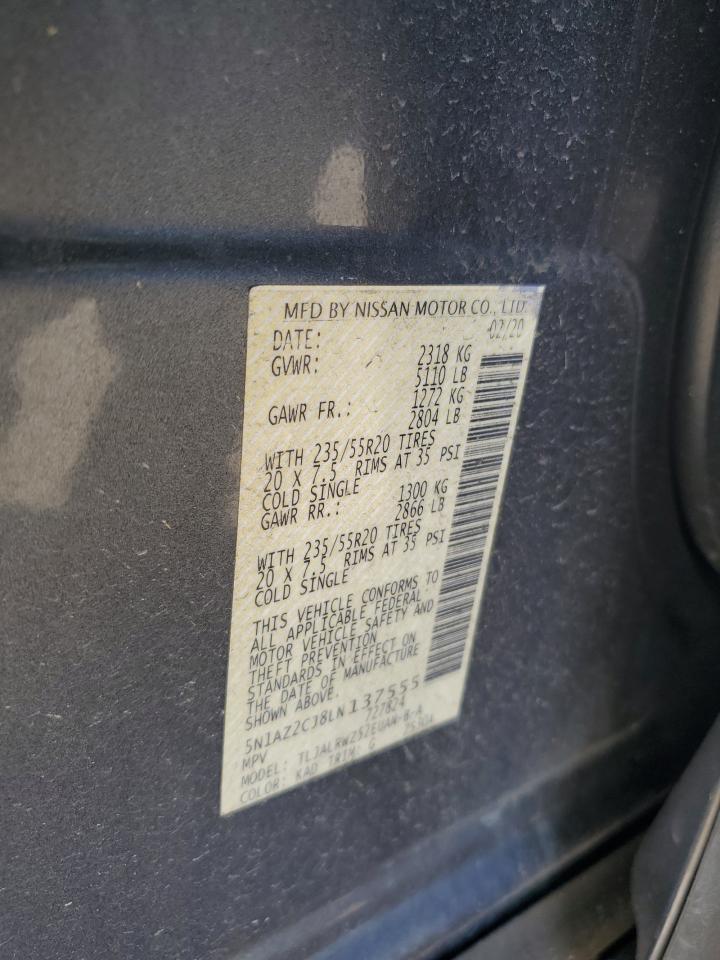 MFD BY NISSAN MOTOR CO., LTD
DATE: 02/20
GVWR: 2318 KG
5110 LB
GAWR FR.: 1272 KG
2804 LB
WITH 235/55R20 TIRES
20 X 7.5 RIMS AT 35 PSI
COLD SINGLE
GAWR RR.: 1300 KG
2866 LB
WITH 235/55R20 TIRES
20 X 7.5 RIMS AT 35 PSI
COLD SINGLE
THIS VEHICLE CONFORMS TO
ALL APPLICABLE FEDERAL
MOTOR VEHICLE SAFETY AND
THEFT PREVENTION
STANDARDS IN EFFECT ON
THE DATE OF MANUFACTURE
SHOWN ABOVE.
5N1AZ2CJ8LN137555
MPV 727824
MODEL:
COLOR: KAD TRIM: G